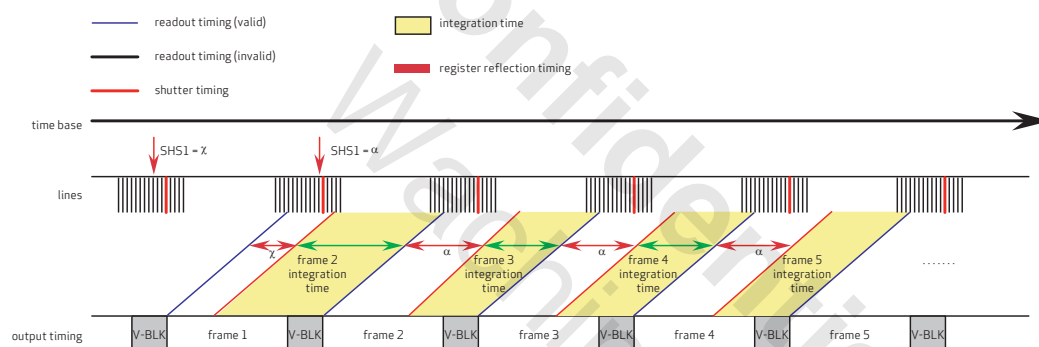 readout timing (valid)
integration time
readout timing (invalid)
register reflection timing
shutter timing
time base
SHS1 = χ
SHS1 = α
lines
χ
α
α
α
frame 2
integration
time
frame 3
integration
time
frame 4
integration
time
frame 5
integration
time
.......
output timing
V-BLK
frame 1
V-BLK
frame 2
V-BLK
frame 3
V-BLK
frame 4
V-BLK
frame 5
V-BLK